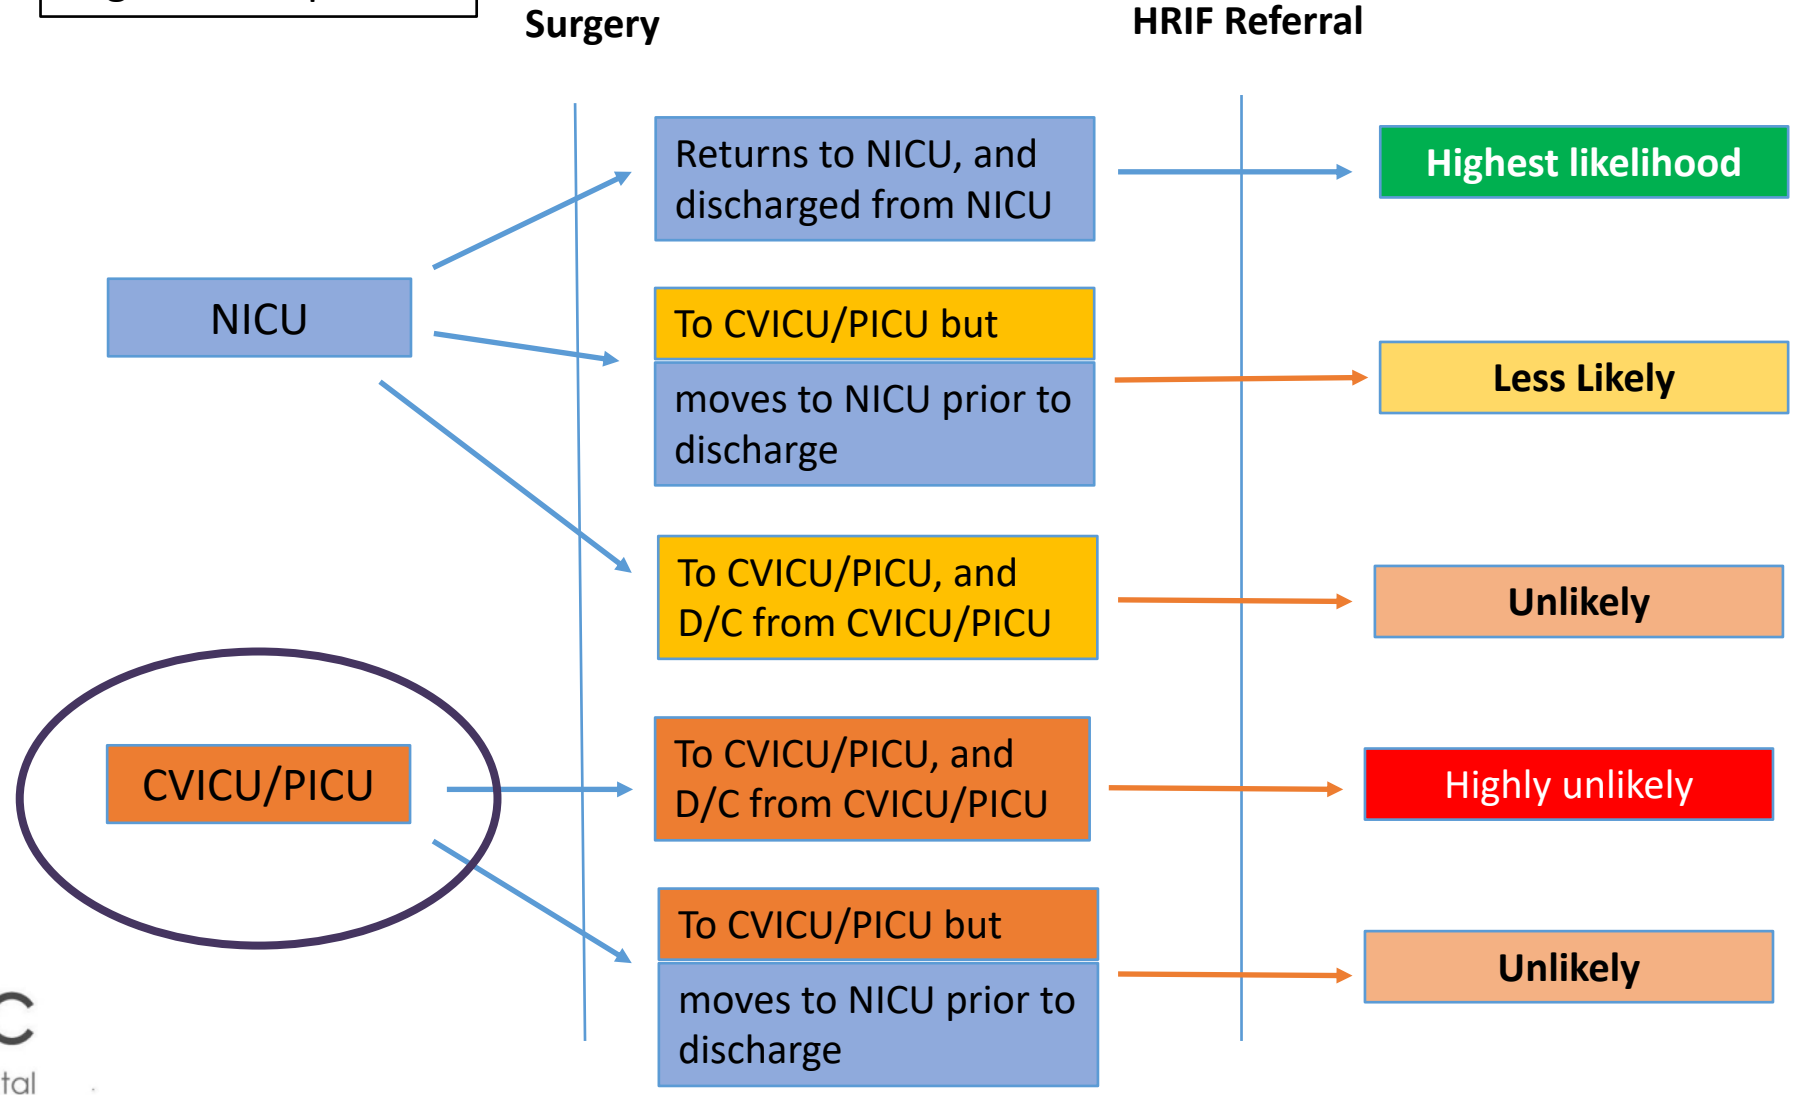 Surgery
HRIF Referral
Returns to NICU, and
discharged from NICU
Highest likelihood
NICU
To CVICU/PICU but
moves to NICU prior to
discharge
Less Likely
To CVICU/PICU, and
D/C from CVICU/PICU
Unlikely
CVICU/PICU
To CVICU/PICU, and
D/C from CVICU/PICU
Highly unlikely
To CVICU/PICU but
moves to NICU prior to
discharge
Unlikely
C
tal